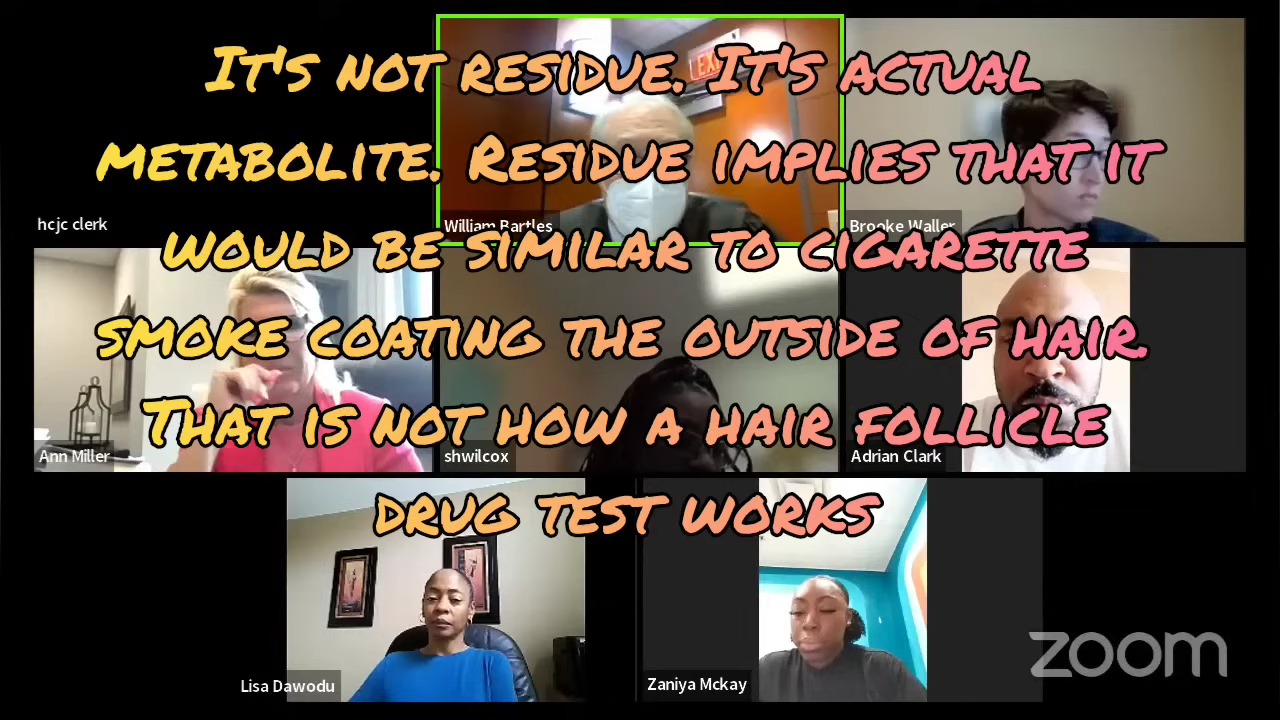 It's not residue. It's actual
metabolite. Residue implies that it
would be similar to cigarette
smoke coating the outside of hair.
That is not how a hair follicle
drug test works
EXIT
hcjc clerk
William Bartles
Brooke Waller
Ann Miller
shwilcox
Adrian Clark
Lisa Dawodu
Zaniya Mckay
zoom